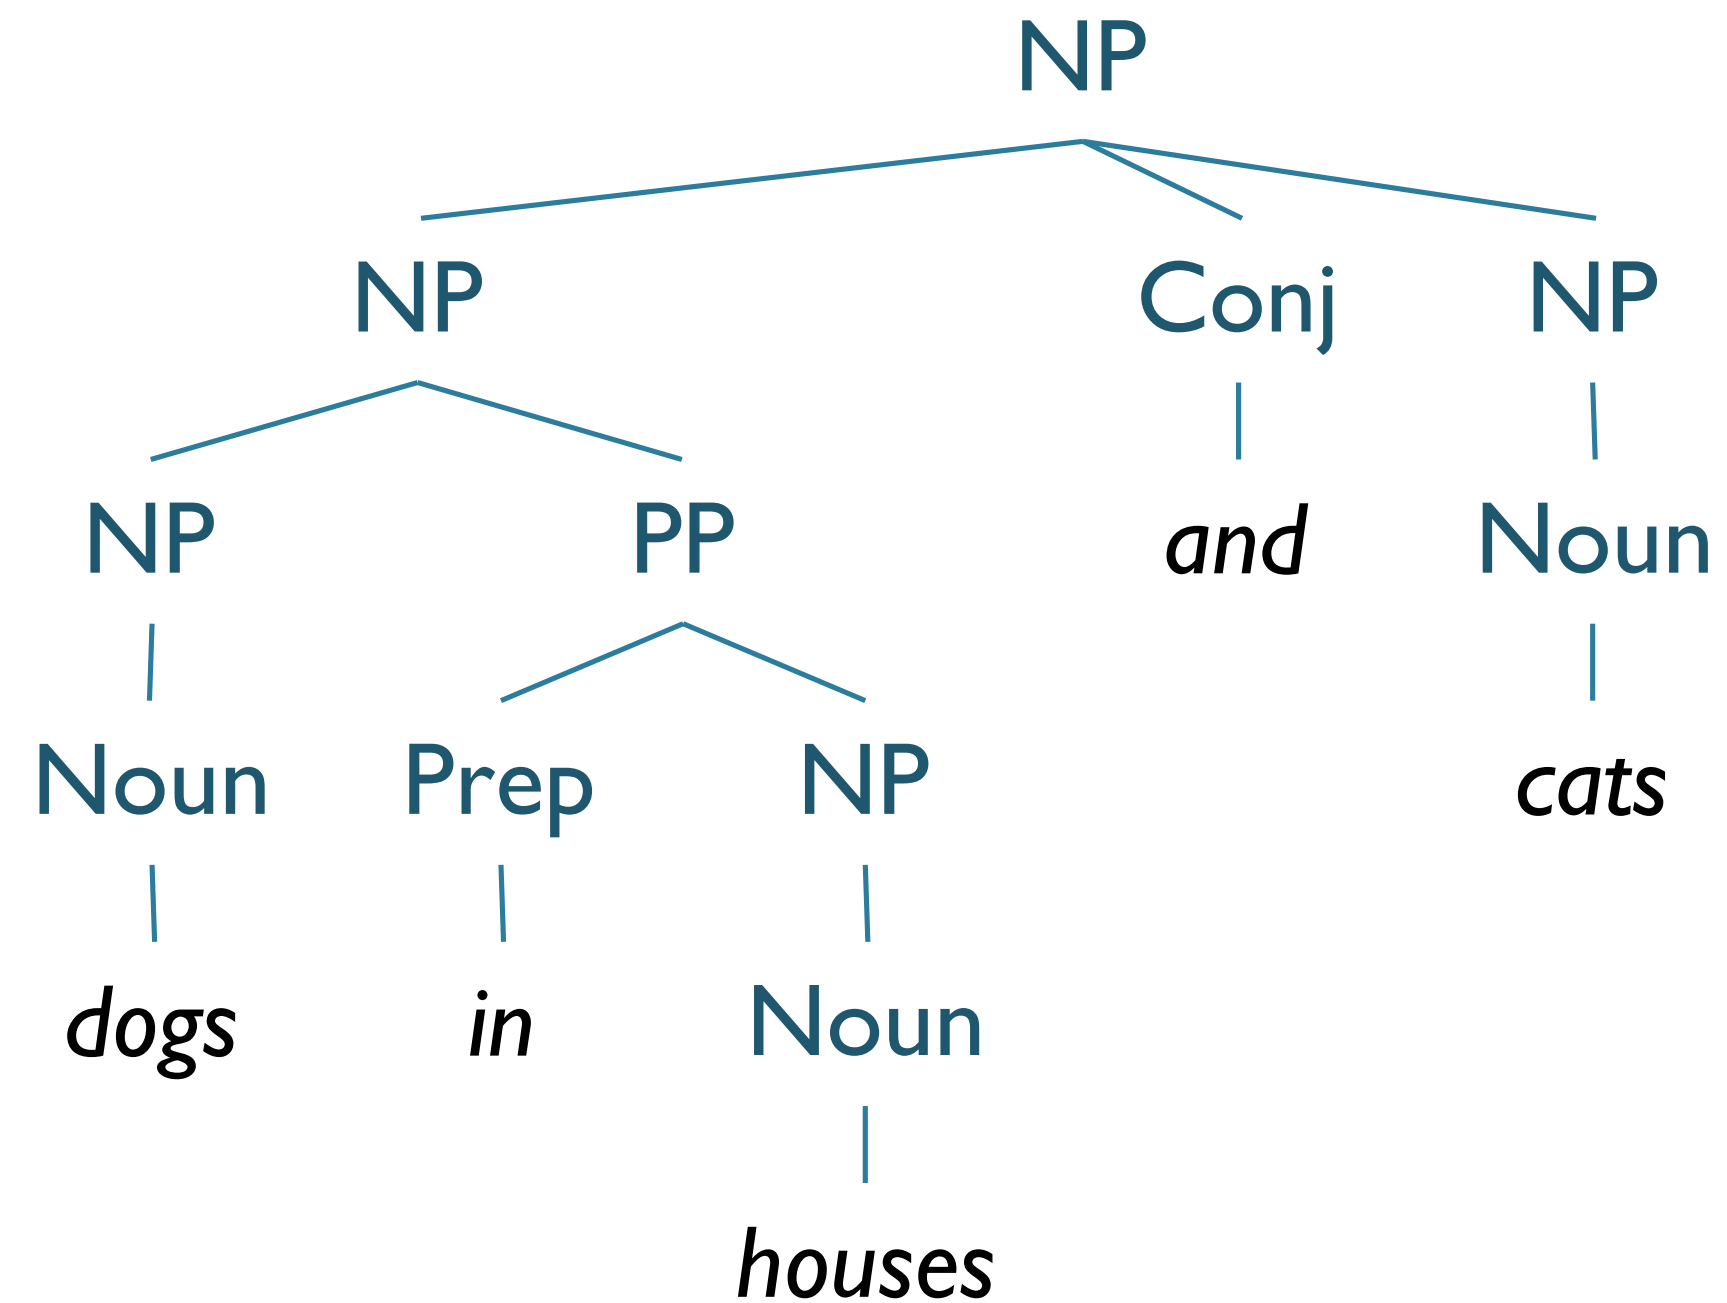 NP
NP Conj NP
NP PP and Noun
Noun Prep NP cats
dogs in Noun
houses